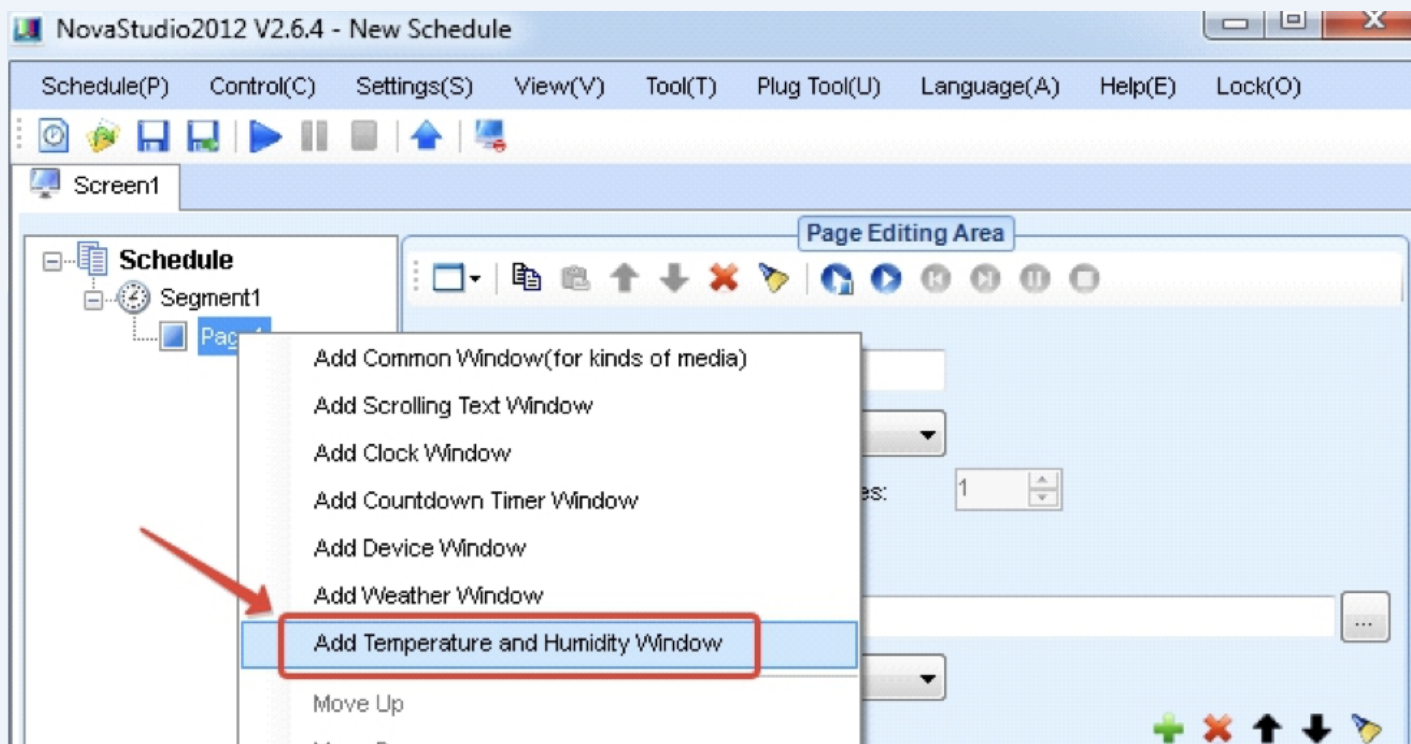 NovaStudio2012 V2.6.4 - New Schedule
Schedule(P) Control(C) Settings(S) View(V) Tool(T) Plug Tool(U) Language(A) Help(E) Lock(O)
Screen1
Page Editing Area
Schedule
Segment1
Add Common Window(for kinds of media)
Add Scrolling Text Window
Add Clock Window
Add Countdown Timer Window
1
Add Device Window
Add Weather Window
Add Temperature and Humidity Window
...
Move Up